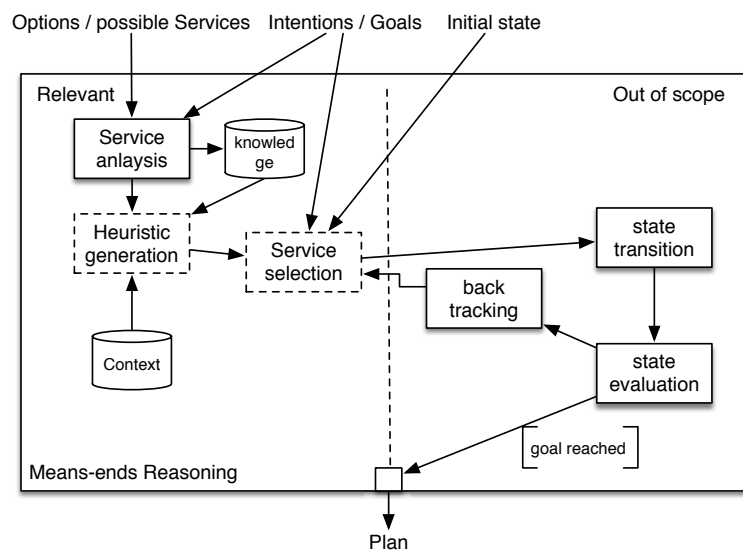 Options / possible Services
Intentions / Goals
Initial state
Relevant
Out of scope
Service
anlaysis
knowled
ge
Heuristic
generation
Service
selection
state
transition
back
tracking
Context
state
evaluation
goal reached
Means-ends Reasoning
Plan